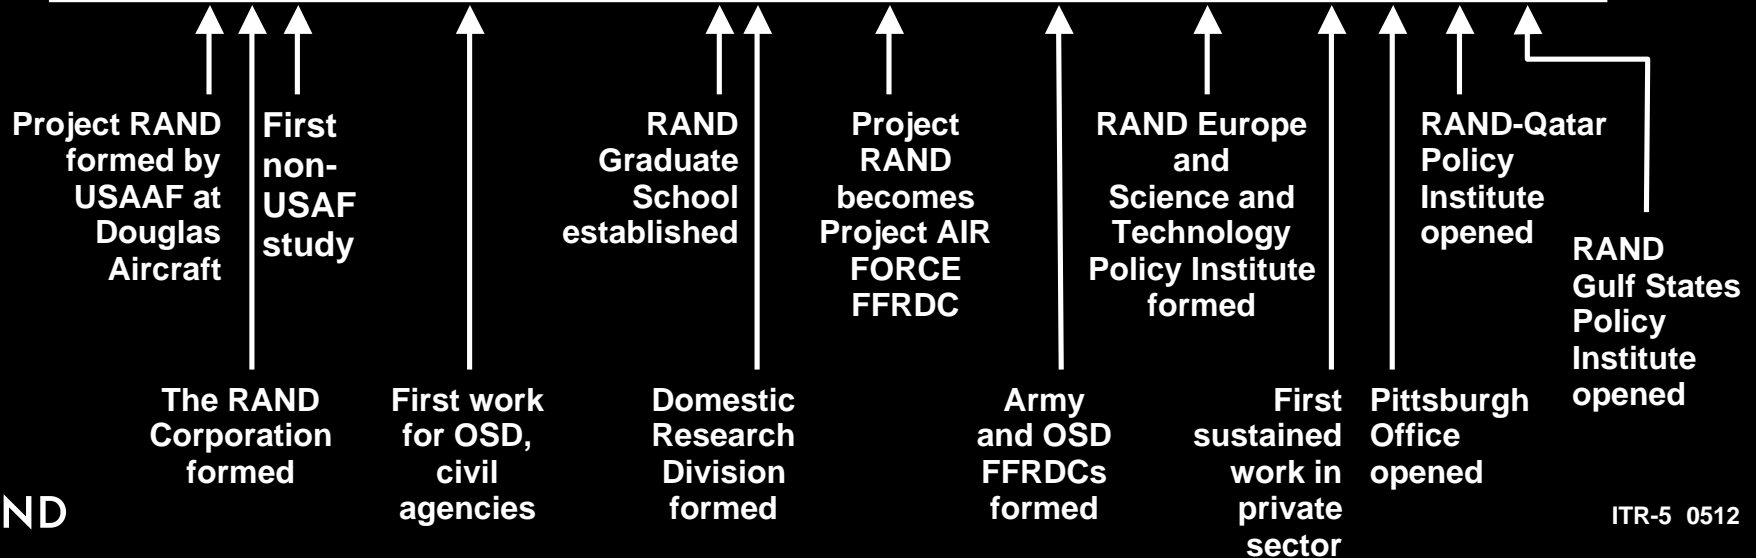 Project RAND
formed by
USAAF at
Douglas
Aircraft
The RAND
Corporation
formed
First
non-
USAF
study
First work
for OSD,
civil
agencies
RAND
Graduate
School
established
Domestic
Research
Division
formed
Project
RAND
becomes
Project AIR
FORCE
FFRDC
Army
and OSD
FFRDCs
formed
RAND Europe
and
Science and
Technology
Policy Institute
formed
First
sustained
work in
private
sector
Pittsburgh
Office
opened
RAND-Qatar
Policy
Institute
opened
RAND
Gulf States
Policy
Institute
opened
ND
ITR-5 0512